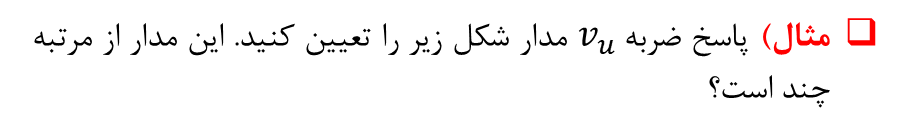 ❑ مثال) پاسخ ضربه v_u مدار شکل زیر را تعیین کنید. این مدار از مرتبه
چند است؟